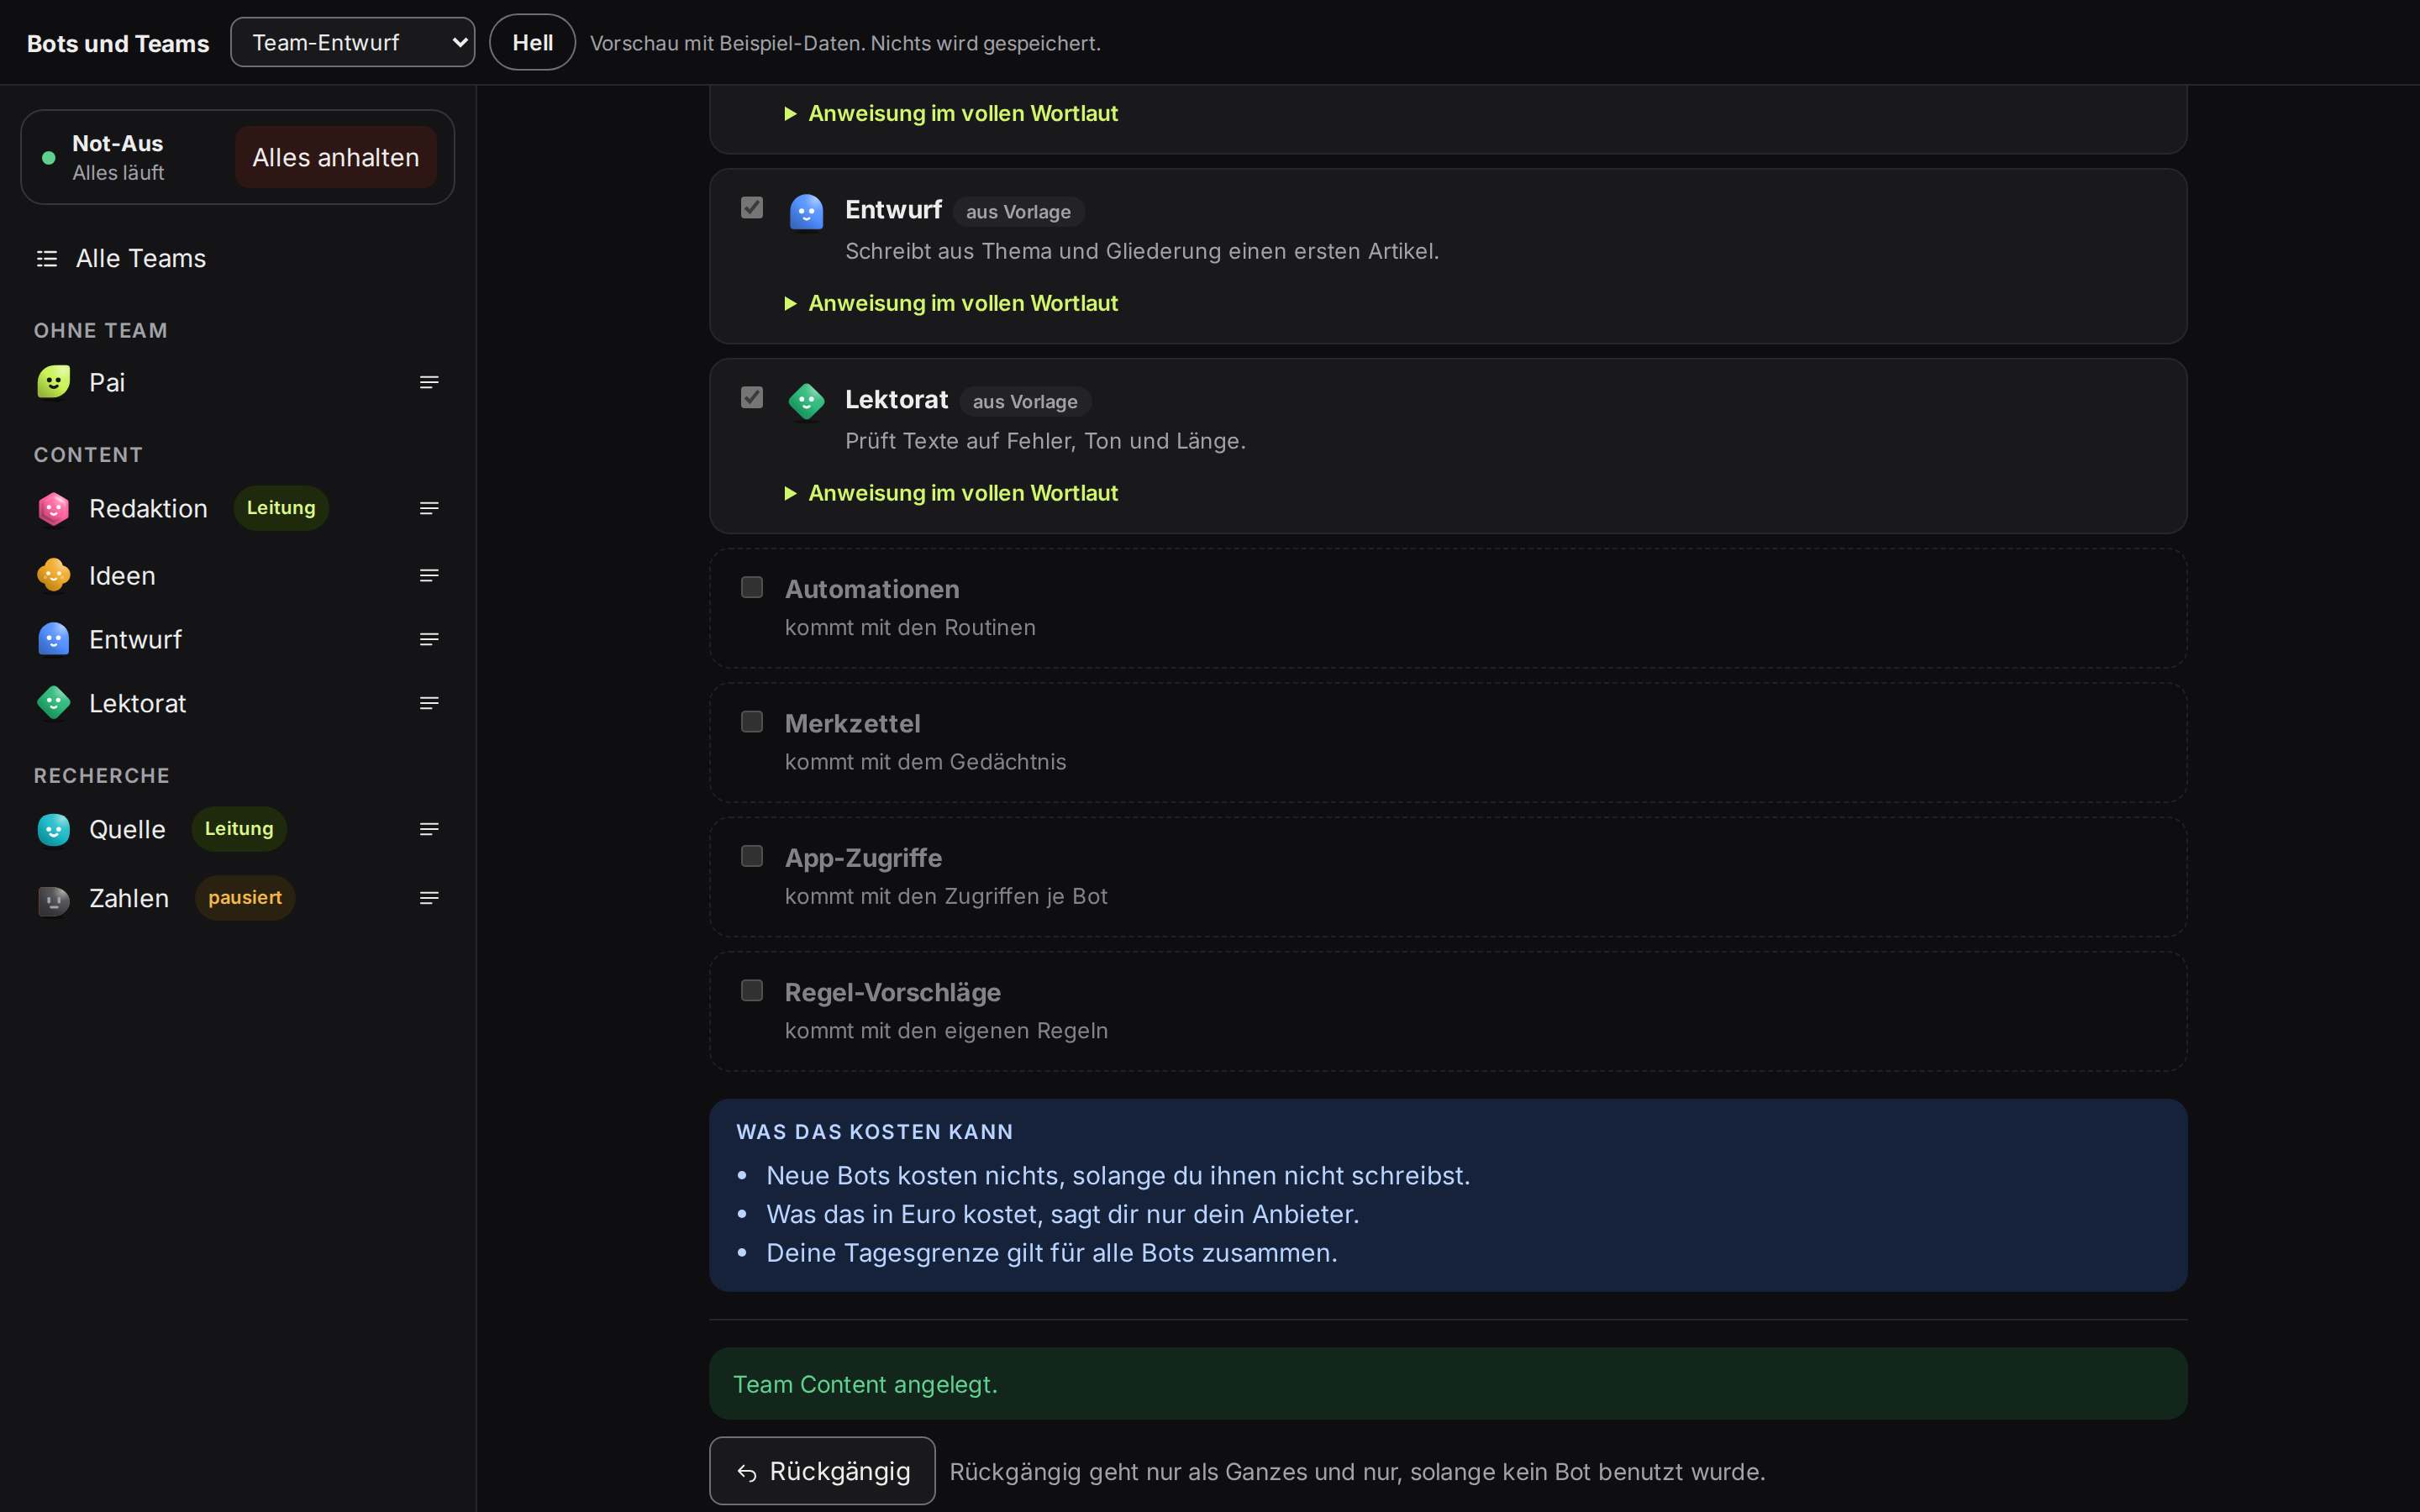 Bots und Teams
Team-Entwurf
Hell
Vorschau mit Beispiel-Daten. Nichts wird gespeichert.
Not-Aus
Alles läuft
Alles anhalten
Alle Teams
OHNE TEAM
Pai
CONTENT
Redaktion Leitung
Ideen
Entwurf
Lektorat
RECHERCHE
Quelle Leitung
Zahlen pausiert
Anweisung im vollen Wortlaut
Entwurf aus Vorlage
Schreibt aus Thema und Gliederung einen ersten Artikel.
Anweisung im vollen Wortlaut
Lektorat aus Vorlage
Prüft Texte auf Fehler, Ton und Länge.
Anweisung im vollen Wortlaut
Automationen
kommt mit den Routinen
Merkzettel
kommt mit dem Gedächtnis
App-Zugriffe
kommt mit den Zugriffen je Bot
Regel-Vorschläge
kommt mit den eigenen Regeln
WAS DAS KOSTEN KANN
• Neue Bots kosten nichts, solange du ihnen nicht schreibst.
• Was das in Euro kostet, sagt dir nur dein Anbieter.
• Deine Tagesgrenze gilt für alle Bots zusammen.
Team Content angelegt.
Rückgängig
Rückgängig geht nur als Ganzes und nur, solange kein Bot benutzt wurde.